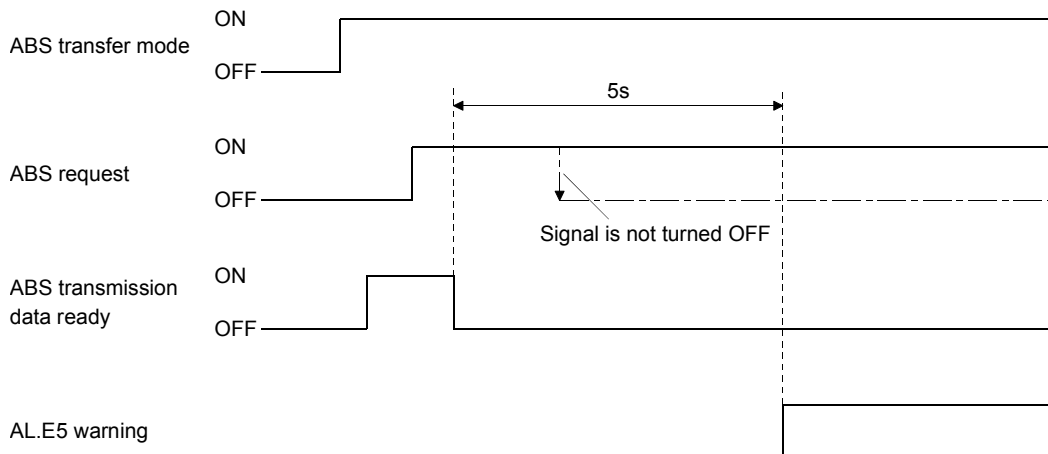 ON
ABS transfer mode
OFF
5s
ON
ABS request
OFF
Signal is not turned OFF
ON
ABS transmission
data ready
OFF
AL.E5 warning